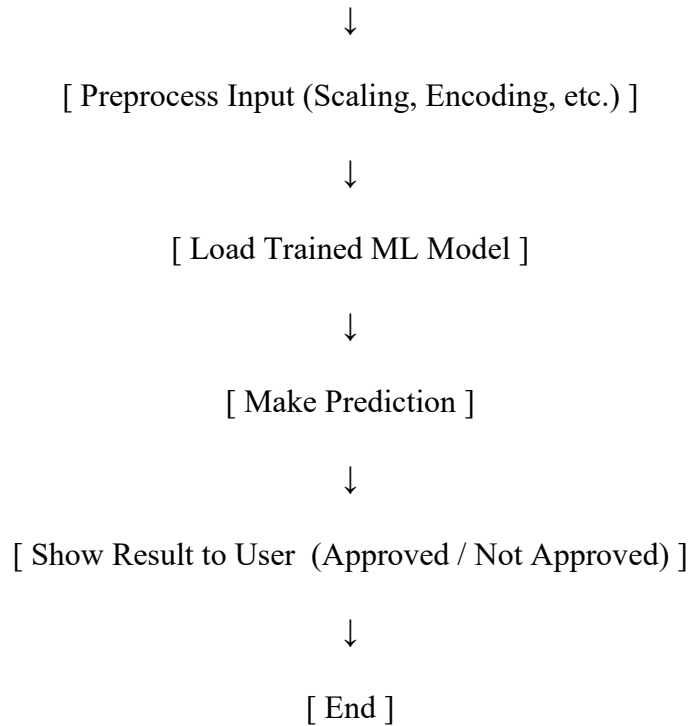 ↓
[ Preprocess Input (Scaling, Encoding, etc.) ]
↓
[ Load Trained ML Model ]
↓
[ Make Prediction ]
↓
[ Show Result to User  (Approved / Not Approved) ]
↓
[ End ]